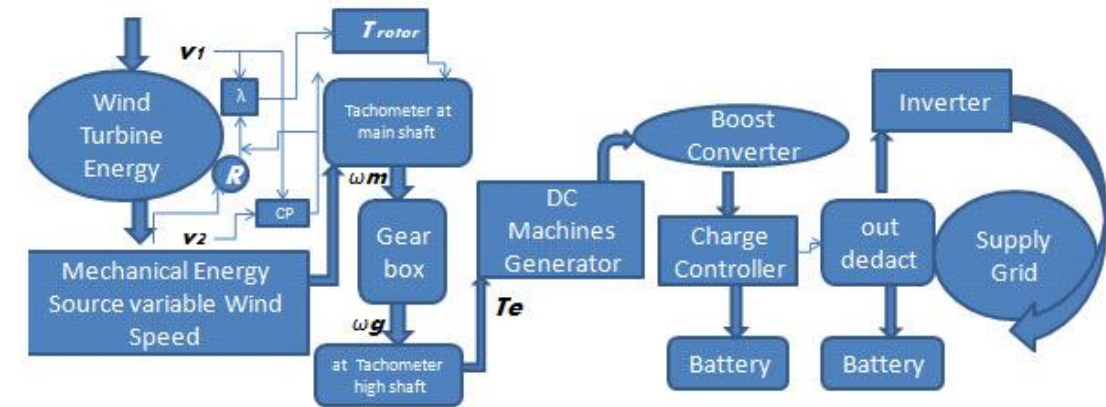 v1
T rotor
λ
Wind
Turbine
Energy
R
v2
CP
Mechanical Energy
Source variable Wind
Speed
Tachometer at
main shaft
ωm
Gear
box
ωg
at Tachometer
high shaft
Te
DC
Machines
Generator
Boost
Converter
Charge
Controller
Battery
out
dedact
Battery
Inverter
Supply
Grid